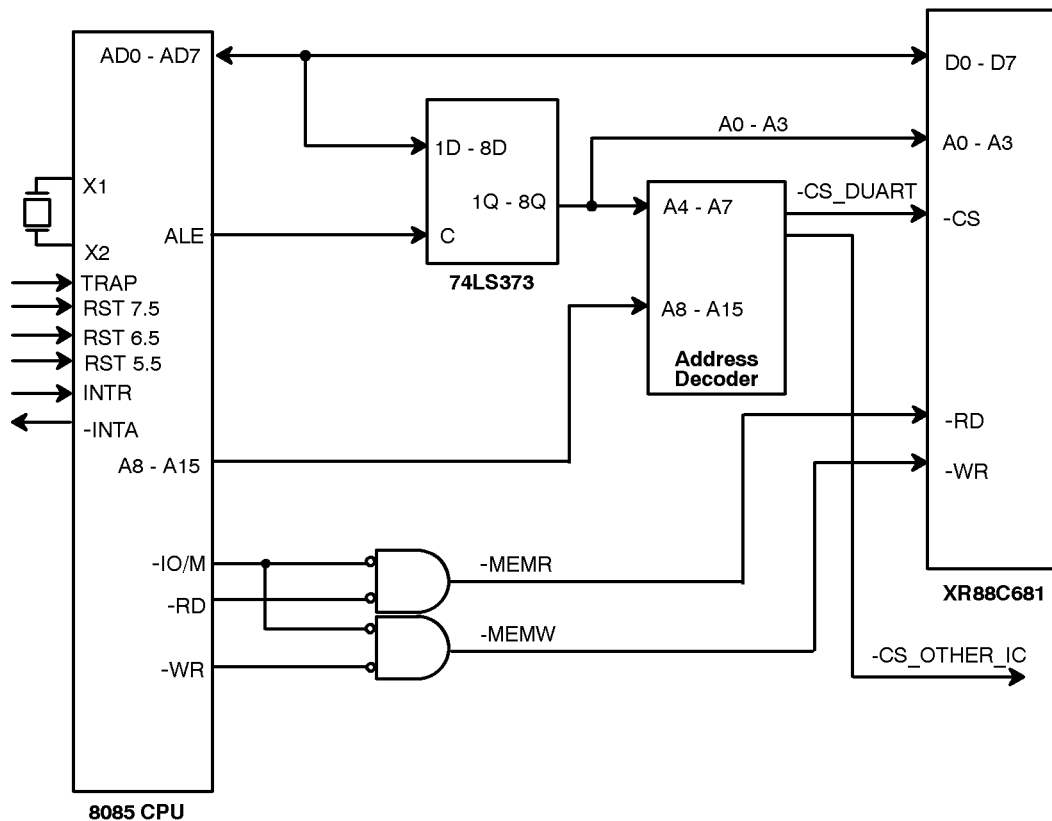 AD0 - AD7
D0 - D7
A0 - A3
1D - 8D
A0 - A3
X1
1Q - 8Q
A4 - A7
-CS_DUART
-CS
ALE
C
X2
74LS373
TRAP
RST 7.5
A8 - A15
RST 6.5
RST 5.5
Address
Decoder
INTR
-RD
-INTA
A8 - A15
-WR
-IO/M
-MEMR
-RD
XR88C681
-MEMW
-CS_OTHER_IC
-WR
8085 CPU